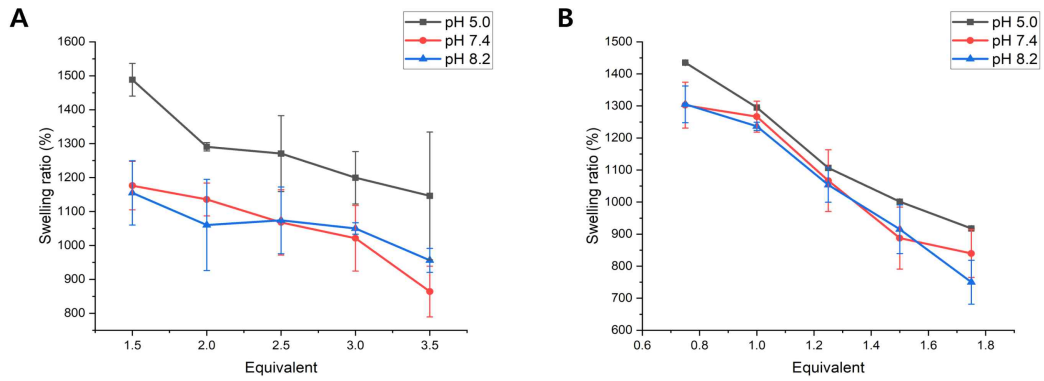 A
pH 5.0
pH 7.4
pH 8.2
Swelling ratio (%)
1600
1500
1400
1300
1200
1100
1000
900
800
1.5 2.0 2.5 3.0 3.5
Equivalent
B
pH 5.0
pH 7.4
pH 8.2
Swelling ratio (%)
1500
1400
1300
1200
1100
1000
900
800
700
600
0.6 0.8 1.0 1.2 1.4 1.6 1.8
Equivalent